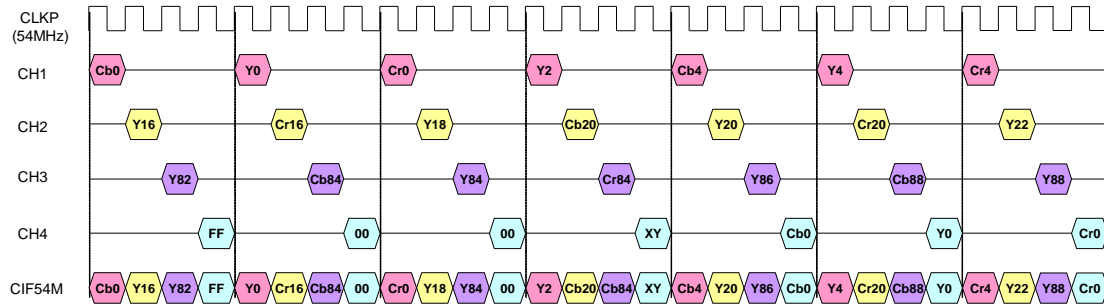 CLKP
(54MHz)
CH1 Cb0 Y0 Cr0 Y2 Cb4 Y4 Cr4
CH2 Y16 Cr16 Y18 Cb20 Y20 Cr20 Y22
CH3 Y82 Cb84 Y84 Cr84 Y86 Cb88 Y88
CH4 FF 00 00 XY Cb0 Y0 Cr0
CIF54M Cb0 Y16 Y82 FF Y0 Cr16 Cb84 00 Cr0 Y18 Y84 00 Y2 Cb20 Cb84 XY Cb4 Y20 Y86 Cb0 Y4 Cr20 Cb88 Y0 Cr4 Y22 Y88 Cr0